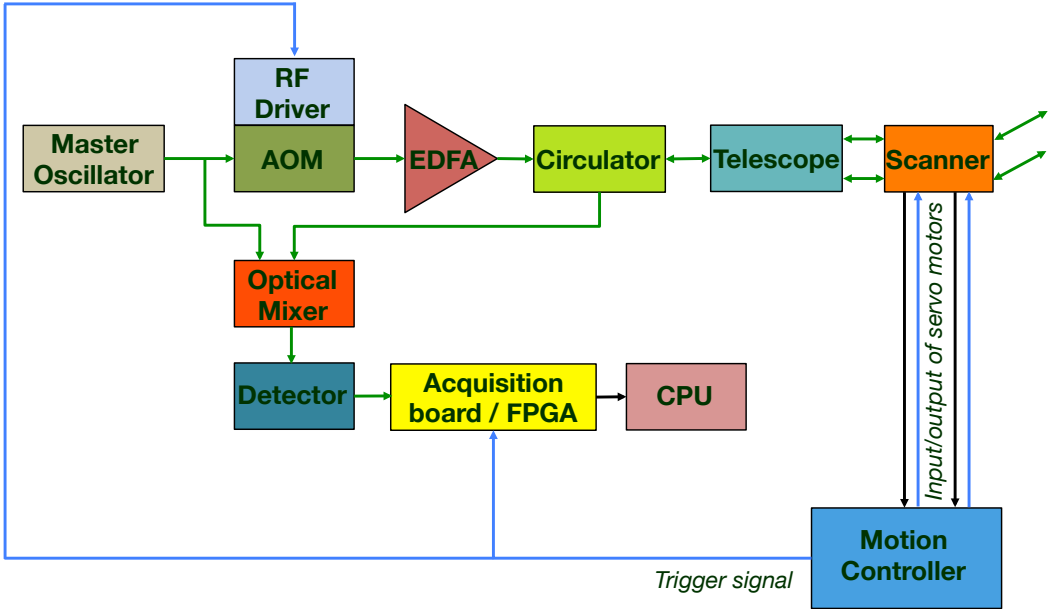 RF
Driver
Master
Oscillator
AOM
EDFA
Circulator
Telescope
Scanner
Optical
Mixer
Input/output of servo motors
Detector
Acquisition
board / FPGA
CPU
Motion
Controller
Trigger signal